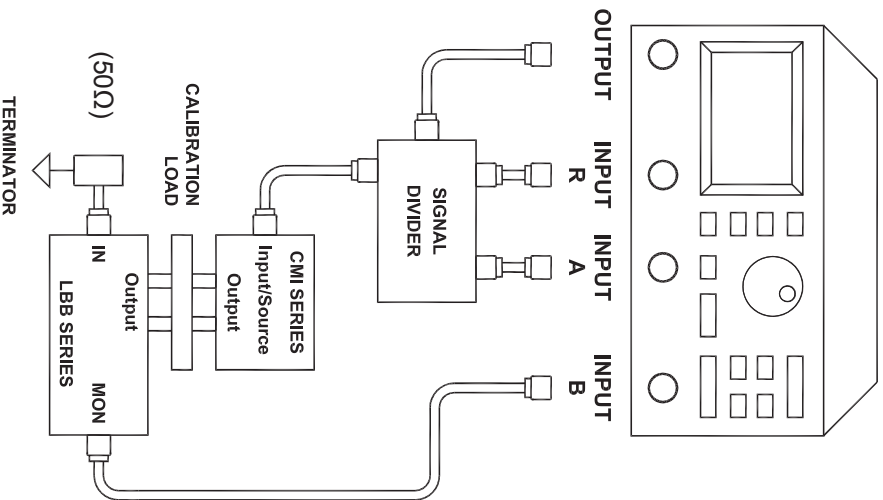 OUTPUT
INPUT
R
INPUT
A
INPUT
B
SIGNAL
DIVIDER
CMI SERIES
Input/Source
Output
CALIBRATION
LOAD
(50Ω)
TERMINATOR
IN
Output
MON
LBB SERIES